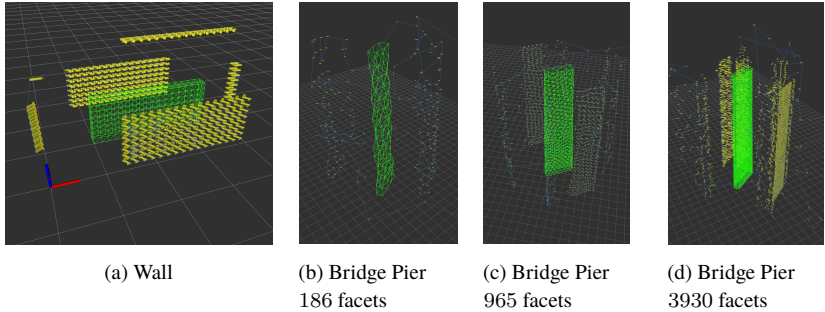 (a) Wall
(b) Bridge Pier
186 facets
(c) Bridge Pier
965 facets
(d) Bridge Pier
3930 facets